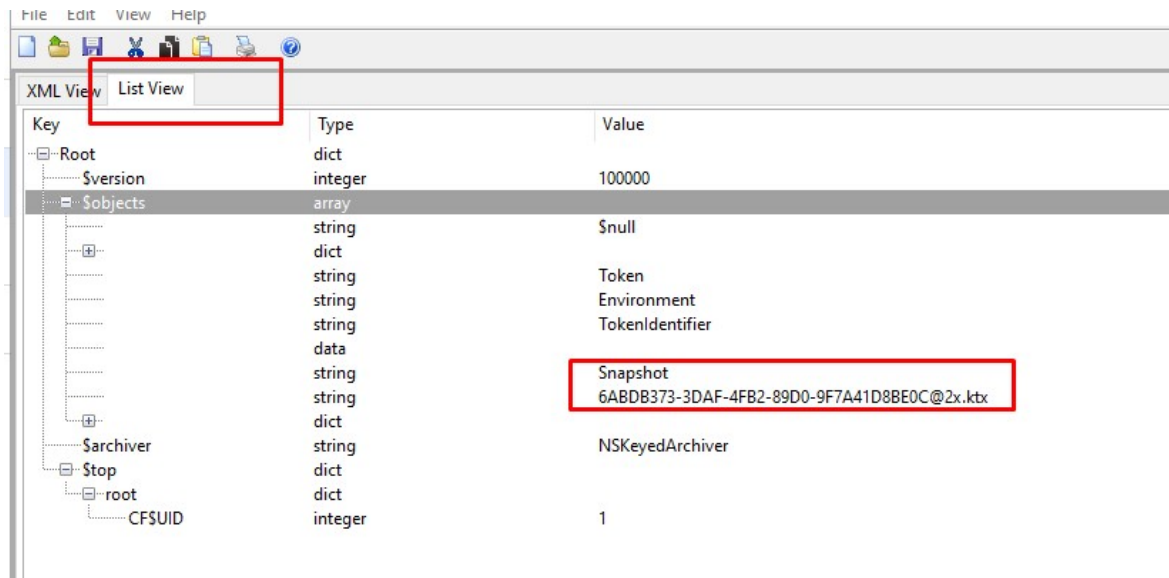 File Edit View Help
XML View List View
Key Type Value
Root dict
$version integer 100000
$objects array
string $null
dict
string Token
string Environment
string TokenIdentifier
data
string Snapshot
string 6ABDB373-3DAF-4FB2-89D0-9F7A41D8BE0C@2x.ktx
dict
$archiver string NSKeyedArchiver
$top dict
root dict
CF$UID integer 1